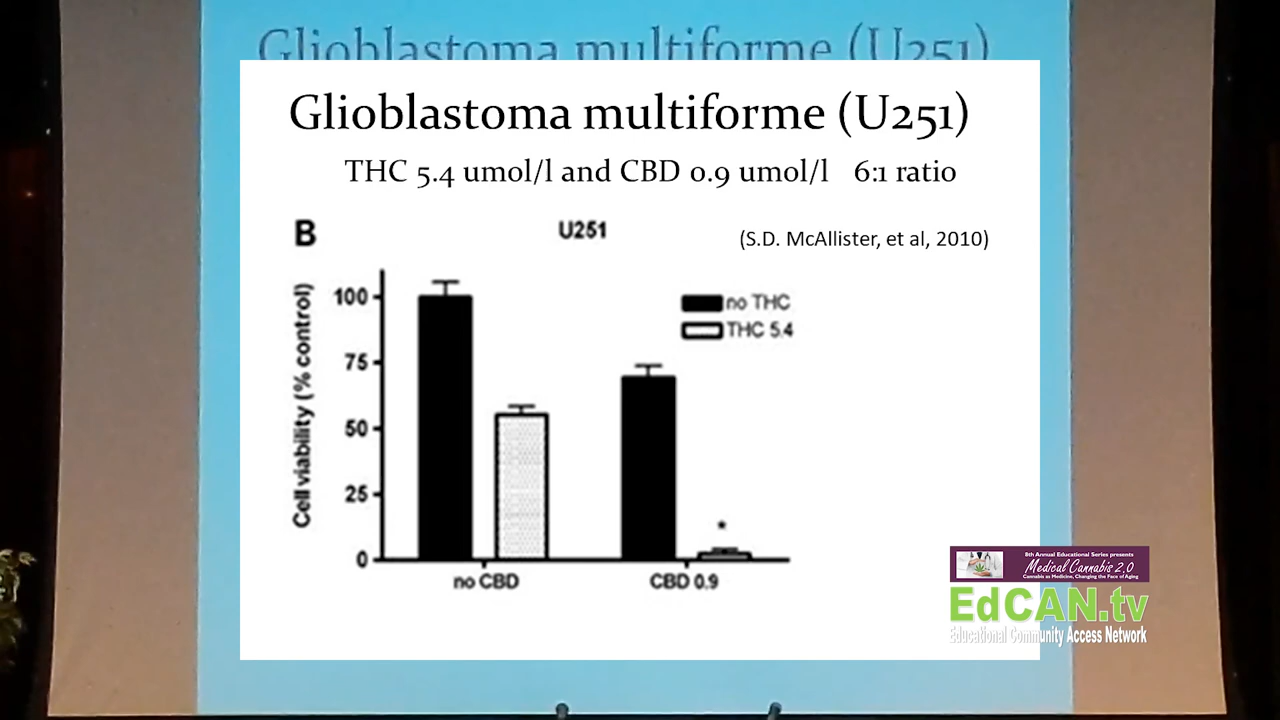 Glioblastoma multiforme (U251)
Glioblastoma multiforme (U251)
THC 5.4 umol/l and CBD 0.9 umol/l 6:1 ratio
B
U251
(S.D. McAllister, et al, 2010)
Cell viability (% control)
100
75
50
25
0
no THC
THC 5.4
*
no CBD
CBD 0.9
8th Annual Educational Series presents
Medical Cannabis 2.0
Cannabis as Medicine, Changing the Face of Aging
EdCAN.tv
Educational Community Access Network